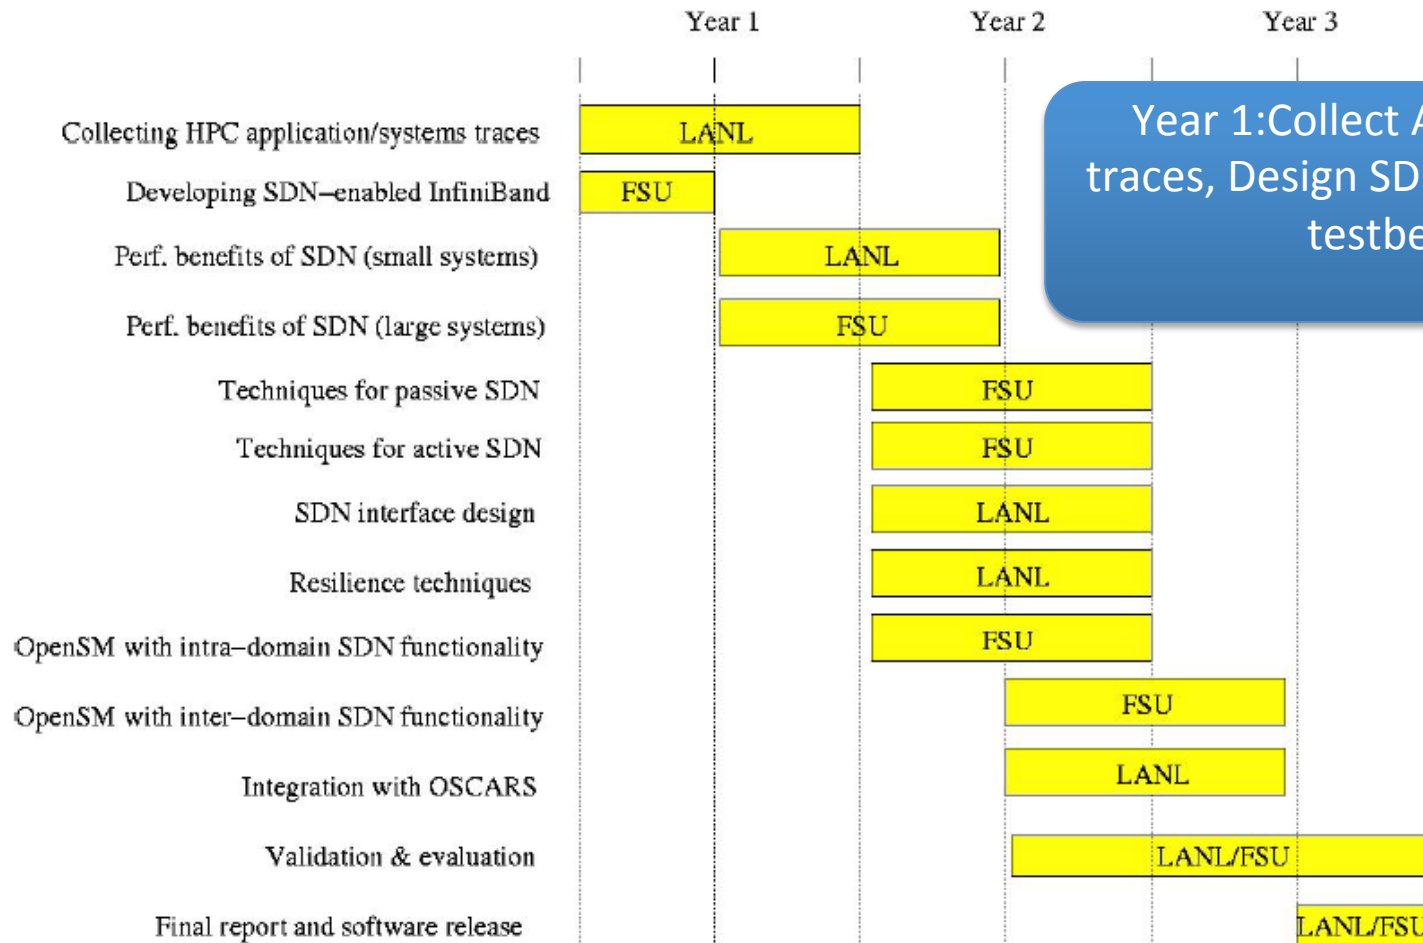 Year 1 Year 2 Year 3
Year 1:Collect
traces, Design
Collecting HPC application/systems traces LANL
Developing SDN–enabled InfiniBand FSU
Perf. benefits of SDN (small systems) LANL
Perf. benefits of SDN (large systems) FSU
Techniques for passive SDN FSU
Techniques for active SDN FSU
SDN interface design LANL
Resilience techniques LANL
OpenSM with intra–domain SDN functionality FSU
OpenSM with inter–domain SDN functionality FSU
Integration with OSCARS LANL
Validation & evaluation LANL/FSU
Final report and software release LANL/FSU